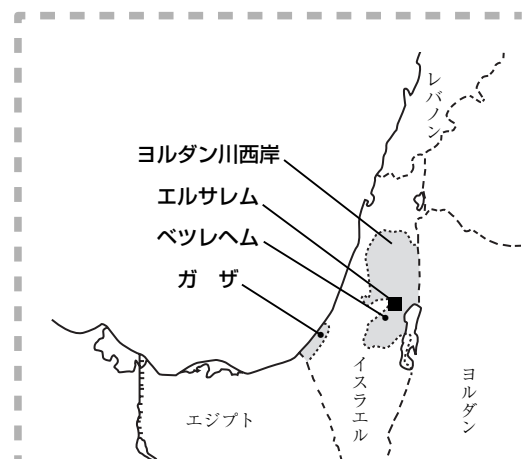 レバノン
ヨルダン川西岸
エルサレム
ベツレヘム
ガ　ザ
イスラエル
ヨルダン
エジプト